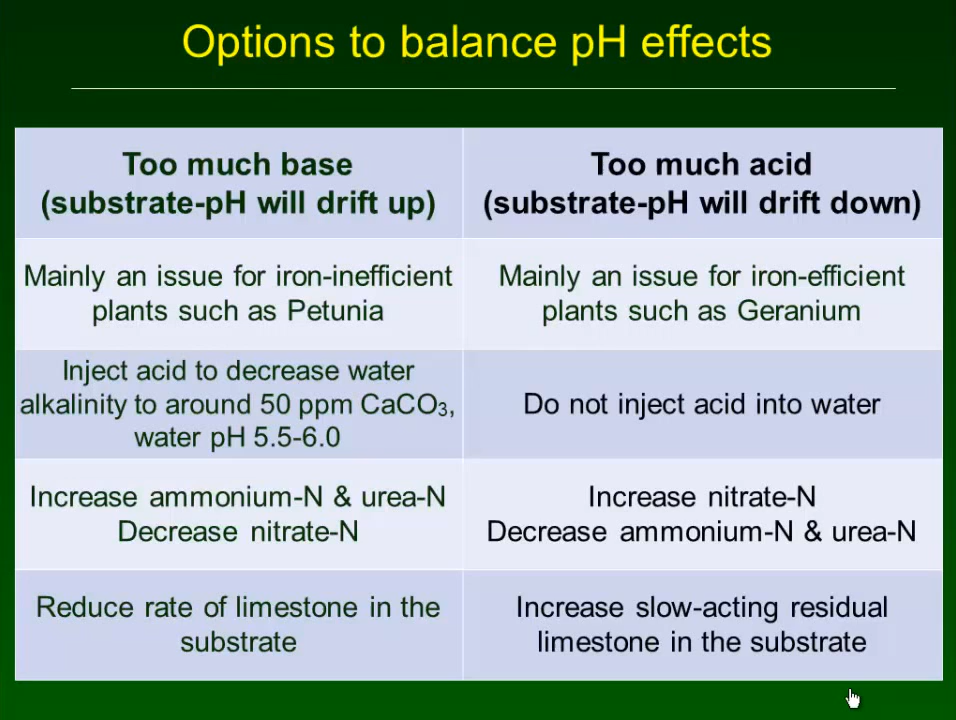 Options to balance pH effects
Too much base
(substrate-pH will drift up)
Too much acid
(substrate-pH will drift down)
Mainly an issue for iron-inefficient
plants such as Petunia
Mainly an issue for iron-efficient
plants such as Geranium
Inject acid to decrease water
alkalinity to around 50 ppm CaCO₃,
water pH 5.5-6.0
Do not inject acid into water
Increase ammonium-N & urea-N
Decrease nitrate-N
Increase nitrate-N
Decrease ammonium-N & urea-N
Reduce rate of limestone in the
substrate
Increase slow-acting residual
limestone in the substrate